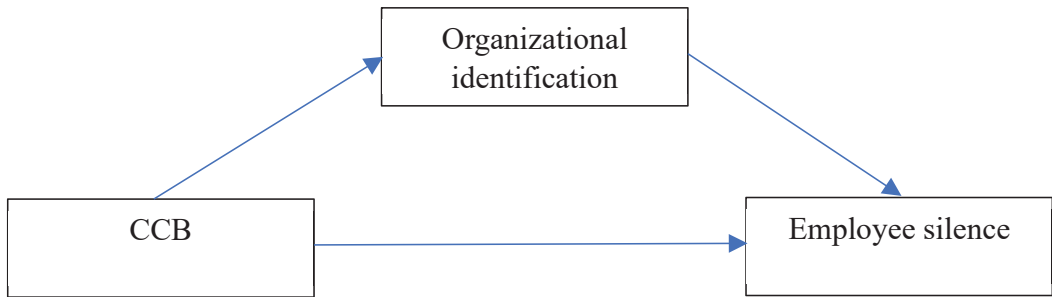 Organizational
identification
CCB
Employee silence